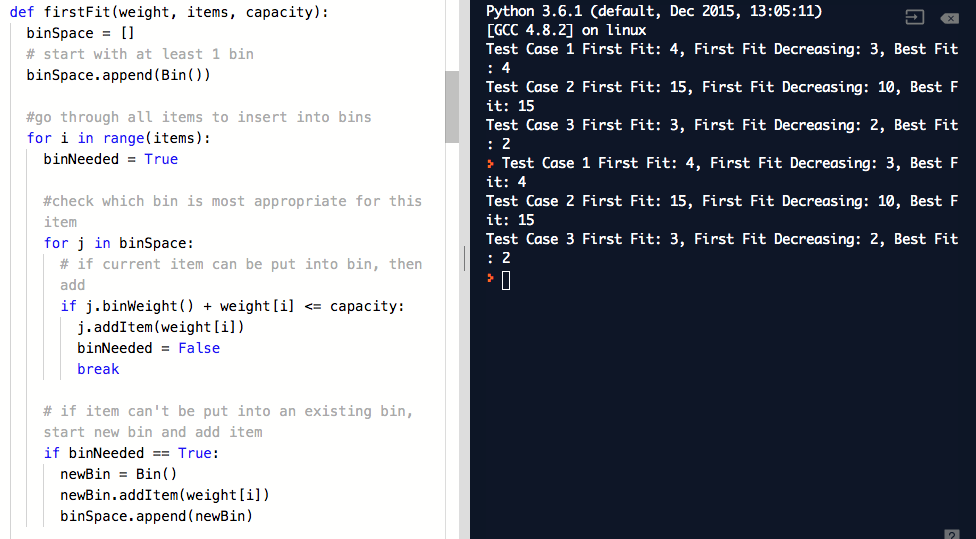 def firstFit(weight, items, capacity):
binSpace = []
# start with at least 1 bin
binSpace.append(Bin())
#go through all items to insert into bins
for i in range(items):
binNeeded = True
#check which bin is most appropriate for this
item
for j in binSpace:
# if current item can be put into bin, then
add
if j.binWeight() + weight[i] <= capacity:
j.addItem(weight[i])
binNeeded = False
break
# if item can't be put into an existing bin,
start new bin and add item
if binNeeded == True:
newBin = Bin()
newBin.addItem(weight[i])
binSpace.append(newBin)
Python 3.6.1 (default, Dec 2015, 13:05:11)
[GCC 4.8.2] on linux
Test Case 1 First Fit: 4, First Fit Decreasing: 3, Best Fit
: 4
Test Case 2 First Fit: 15, First Fit Decreasing: 10, Best F
it: 15
Test Case 3 First Fit: 3, First Fit Decreasing: 2, Best Fit
: 2
> Test Case 1 First Fit: 4, First Fit Decreasing: 3, Best F
it: 4
Test Case 2 First Fit: 15, First Fit Decreasing: 10, Best F
it: 15
Test Case 3 First Fit: 3, First Fit Decreasing: 2, Best Fit
: 2
>
?